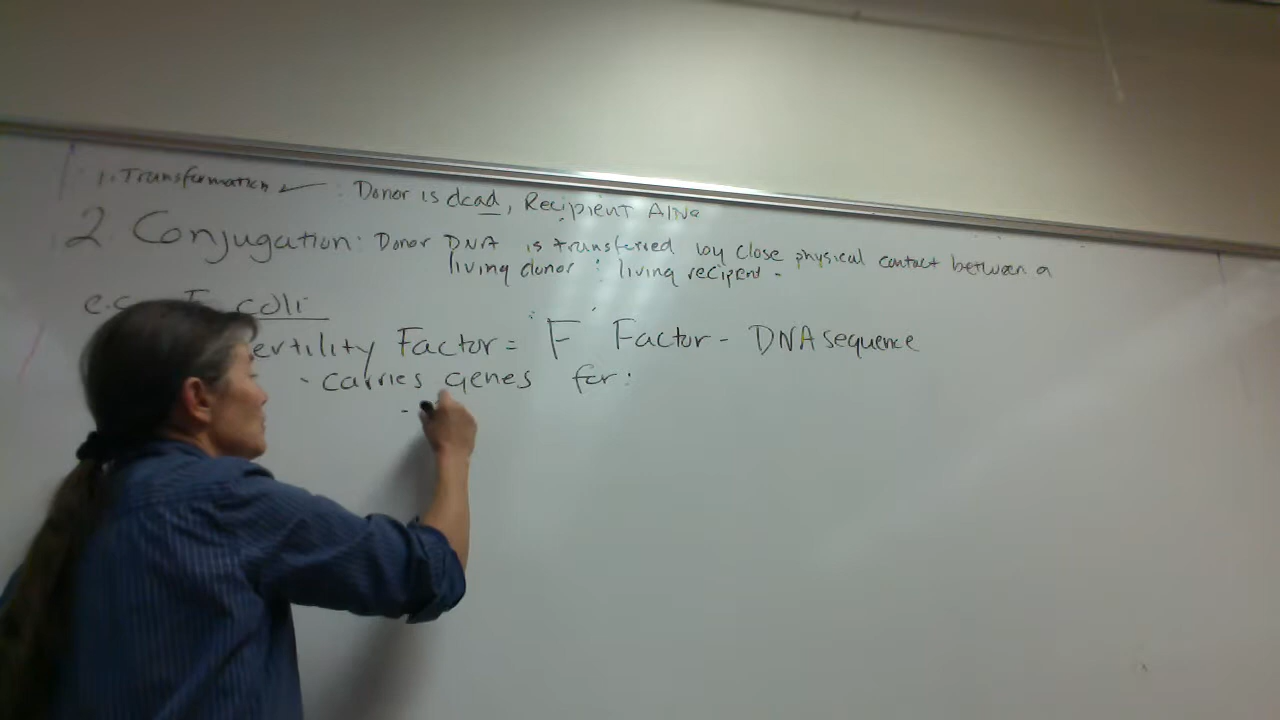 1. Transformation ✓ : Donor is dead, Recipient Alive
2 Conjugation: Donor DNA is transferred by close physical contact between a
living donor : living recipient -
e.g. E. coli
ertility Factor = "F" Factor - DNA sequence
- carries genes for:
-